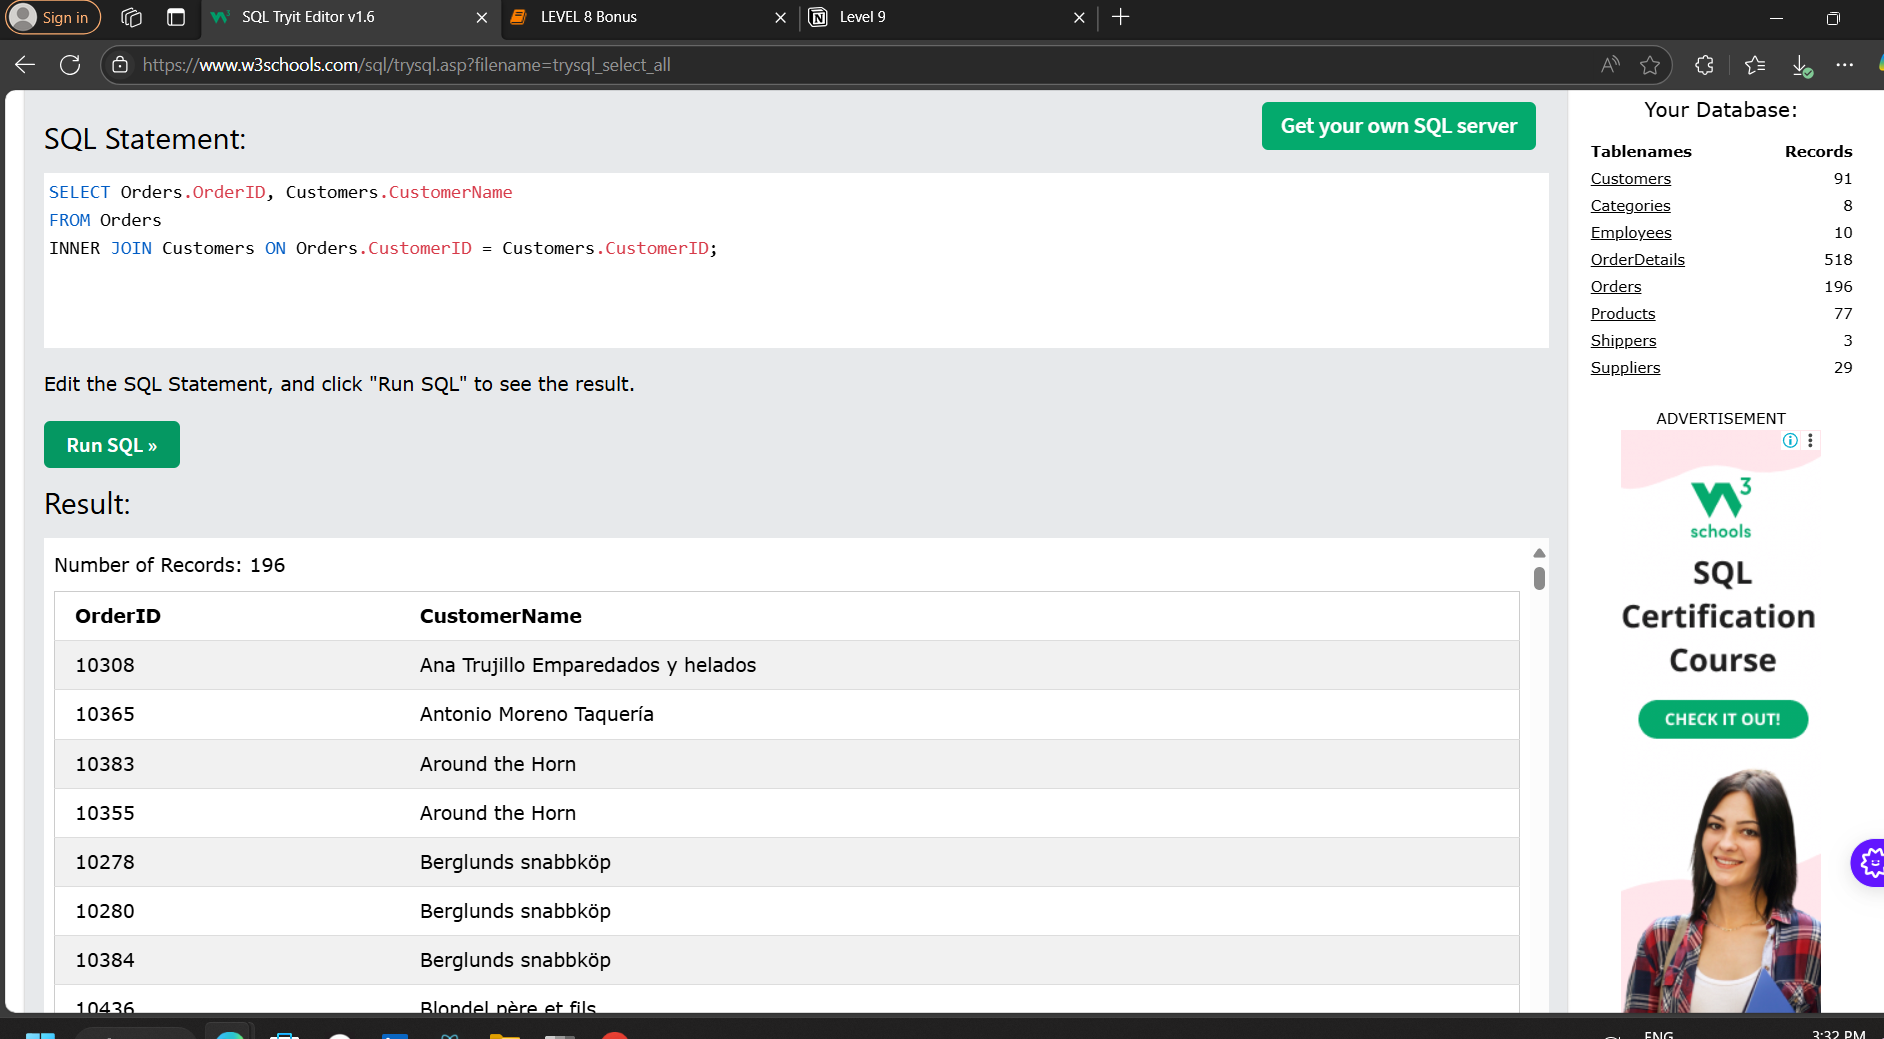 Sign in
SQL Tryit Editor v1.6
LEVEL 8 Bonus
Level 9
https://www.w3schools.com/sql/trysql.asp?filename=trysql_select_all
SQL Statement:
Get your own SQL server
SELECT Orders.OrderID, Customers.CustomerName
FROM Orders
INNER JOIN Customers ON Orders.CustomerID = Customers.CustomerID;
Edit the SQL Statement, and click "Run SQL" to see the result.
Run SQL »
Result:
Number of Records: 196
OrderID CustomerName
10308 Ana Trujillo Emparedados y helados
10365 Antonio Moreno Taquería
10383 Around the Horn
10355 Around the Horn
10278 Berglunds snabbköp
10280 Berglunds snabbköp
10384 Berglunds snabbköp
10436 Blondel père et fils
Your Database:
Tablenames Records
Customers 91
Categories 8
Employees 10
OrderDetails 518
Orders 196
Products 77
Shippers 3
Suppliers 29
ADVERTISEMENT
W3
schools
SQL
Certification
Course
CHECK IT OUT!
ENG
3:32 PM